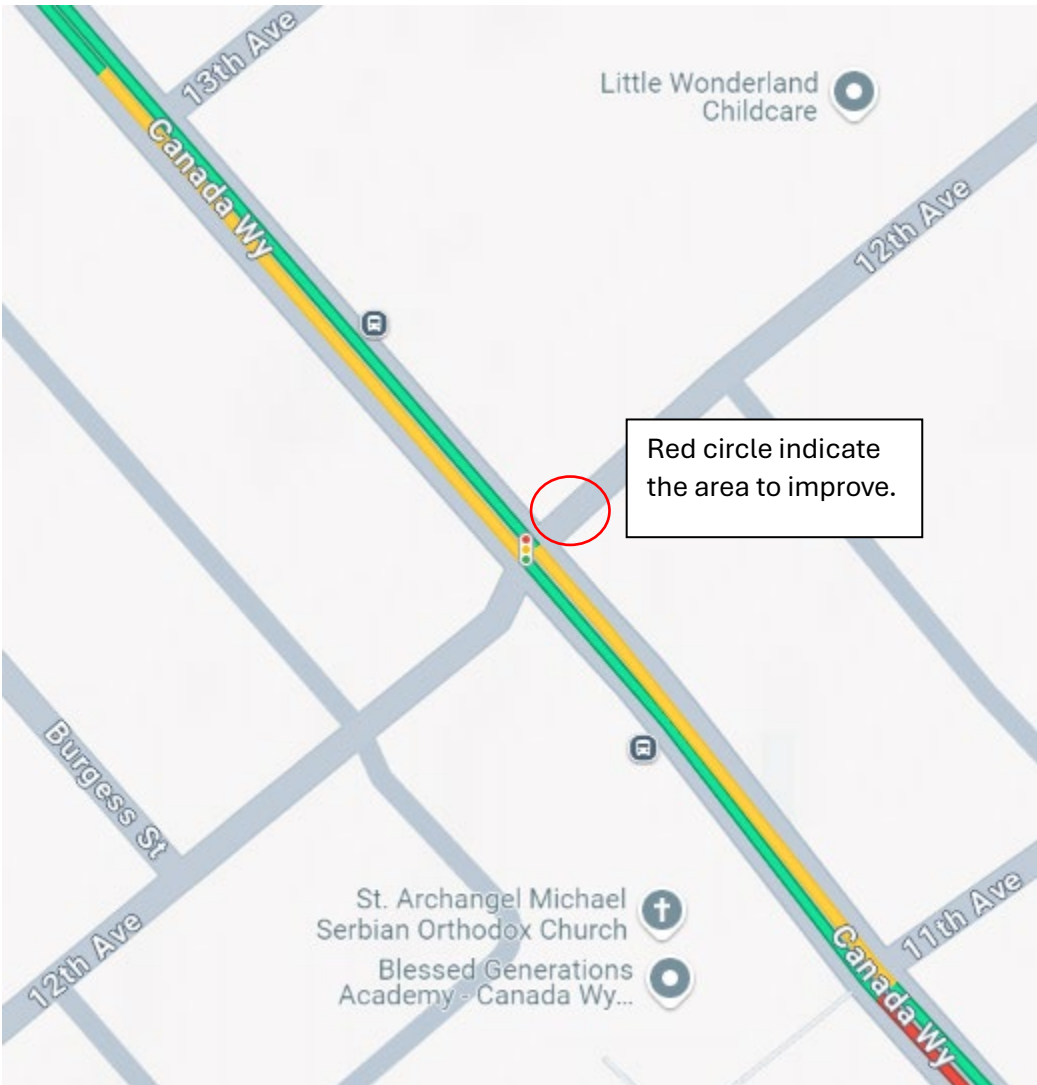 13th Ave
Little Wonderland
Childcare
Canada Wy
12th Ave
Red circle indicate
the area to improve.
Burgess St
St. Archangel Michael
Serbian Orthodox Church
11th Ave
12th Ave
Blessed Generations
Academy - Canada Wy...
Canada Wy